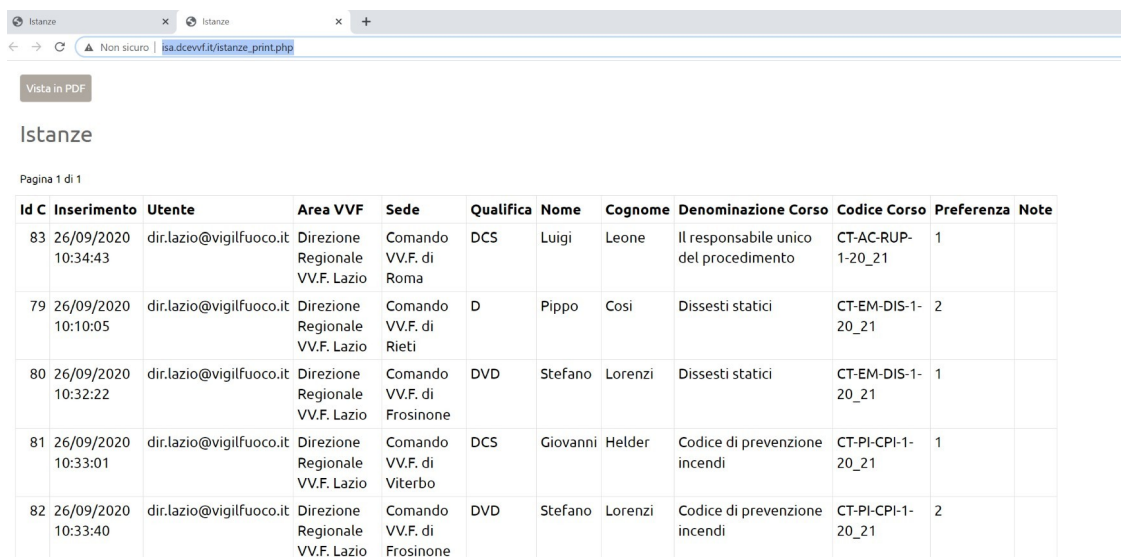 Istanze
Istanze
Non sicuro | isa.dcevvf.it/istanze_print.php
Vista in PDF
Istanze
Pagina 1 di 1
Id C Inserimento Utente Area VVF Sede Qualifica Nome Cognome Denominazione Corso Codice Corso Preferenza Note
83 26/09/2020 dir.lazio@vigilfuoco.it Direzione Comando DCS Luigi Leone Il responsabile unico CT-AC-RUP- 1
10:34:43 Regionale VV.F. di del procedimento 1-20_21
VV.F. Lazio Roma
79 26/09/2020 dir.lazio@vigilfuoco.it Direzione Comando D Pippo Cosi Dissesti statici CT-EM-DIS-1- 2
10:10:05 Regionale VV.F. di 20_21
VV.F. Lazio Rieti
80 26/09/2020 dir.lazio@vigilfuoco.it Direzione Comando DVD Stefano Lorenzi Dissesti statici CT-EM-DIS-1- 1
10:32:22 Regionale VV.F. di 20_21
VV.F. Lazio Frosinone
81 26/09/2020 dir.lazio@vigilfuoco.it Direzione Comando DCS Giovanni Helder Codice di prevenzione CT-PI-CPI-1- 1
10:33:01 Regionale VV.F. di incendi 20_21
VV.F. Lazio Viterbo
82 26/09/2020 dir.lazio@vigilfuoco.it Direzione Comando DVD Stefano Lorenzi Codice di prevenzione CT-PI-CPI-1- 2
10:33:40 Regionale VV.F. di incendi 20_21
VV.F. Lazio Frosinone